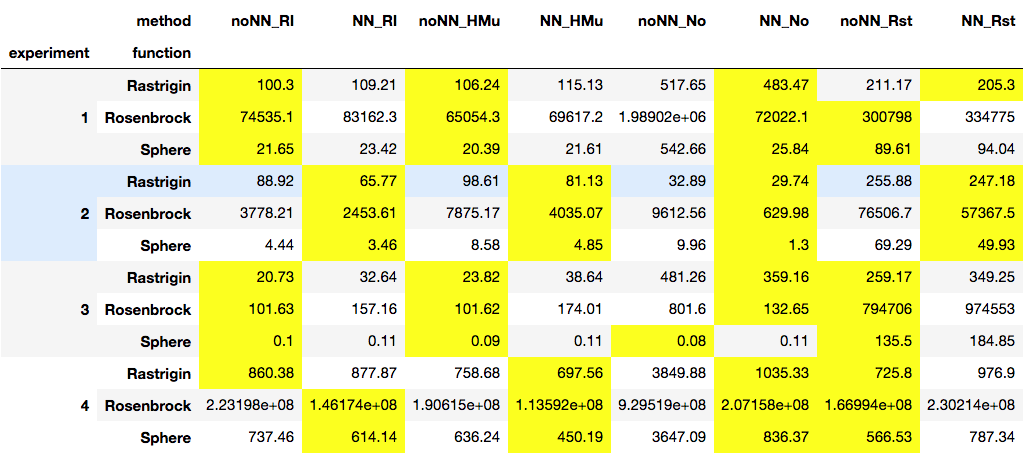 method noNN_RI NN_RI noNN_HMu NN_HMu noNN_No NN_No noNN_Rst NN_Rst
experiment function
Rastrigin 100.3 109.21 106.24 115.13 517.65 483.47 211.17 205.3
1 Rosenbrock 74535.1 83162.3 65054.3 69617.2 1.98902e+06 72022.1 300798 334775
Sphere 21.65 23.42 20.39 21.61 542.66 25.84 89.61 94.04
Rastrigin 88.92 65.77 98.61 81.13 32.89 29.74 255.88 247.18
2 Rosenbrock 3778.21 2453.61 7875.17 4035.07 9612.56 629.98 76506.7 57367.5
Sphere 4.44 3.46 8.58 4.85 9.96 1.3 69.29 49.93
Rastrigin 20.73 32.64 23.82 38.64 481.26 359.16 259.17 349.25
3 Rosenbrock 101.63 157.16 101.62 174.01 801.6 132.65 794706 974553
Sphere 0.1 0.11 0.09 0.11 0.08 0.11 135.5 184.85
Rastrigin 860.38 877.87 758.68 697.56 3849.88 1035.33 725.8 976.9
4 Rosenbrock 2.23198e+08 1.46174e+08 1.90615e+08 1.13592e+08 9.29519e+08 2.07158e+08 1.66994e+08 2.30214e+08
Sphere 737.46 614.14 636.24 450.19 3647.09 836.37 566.53 787.34